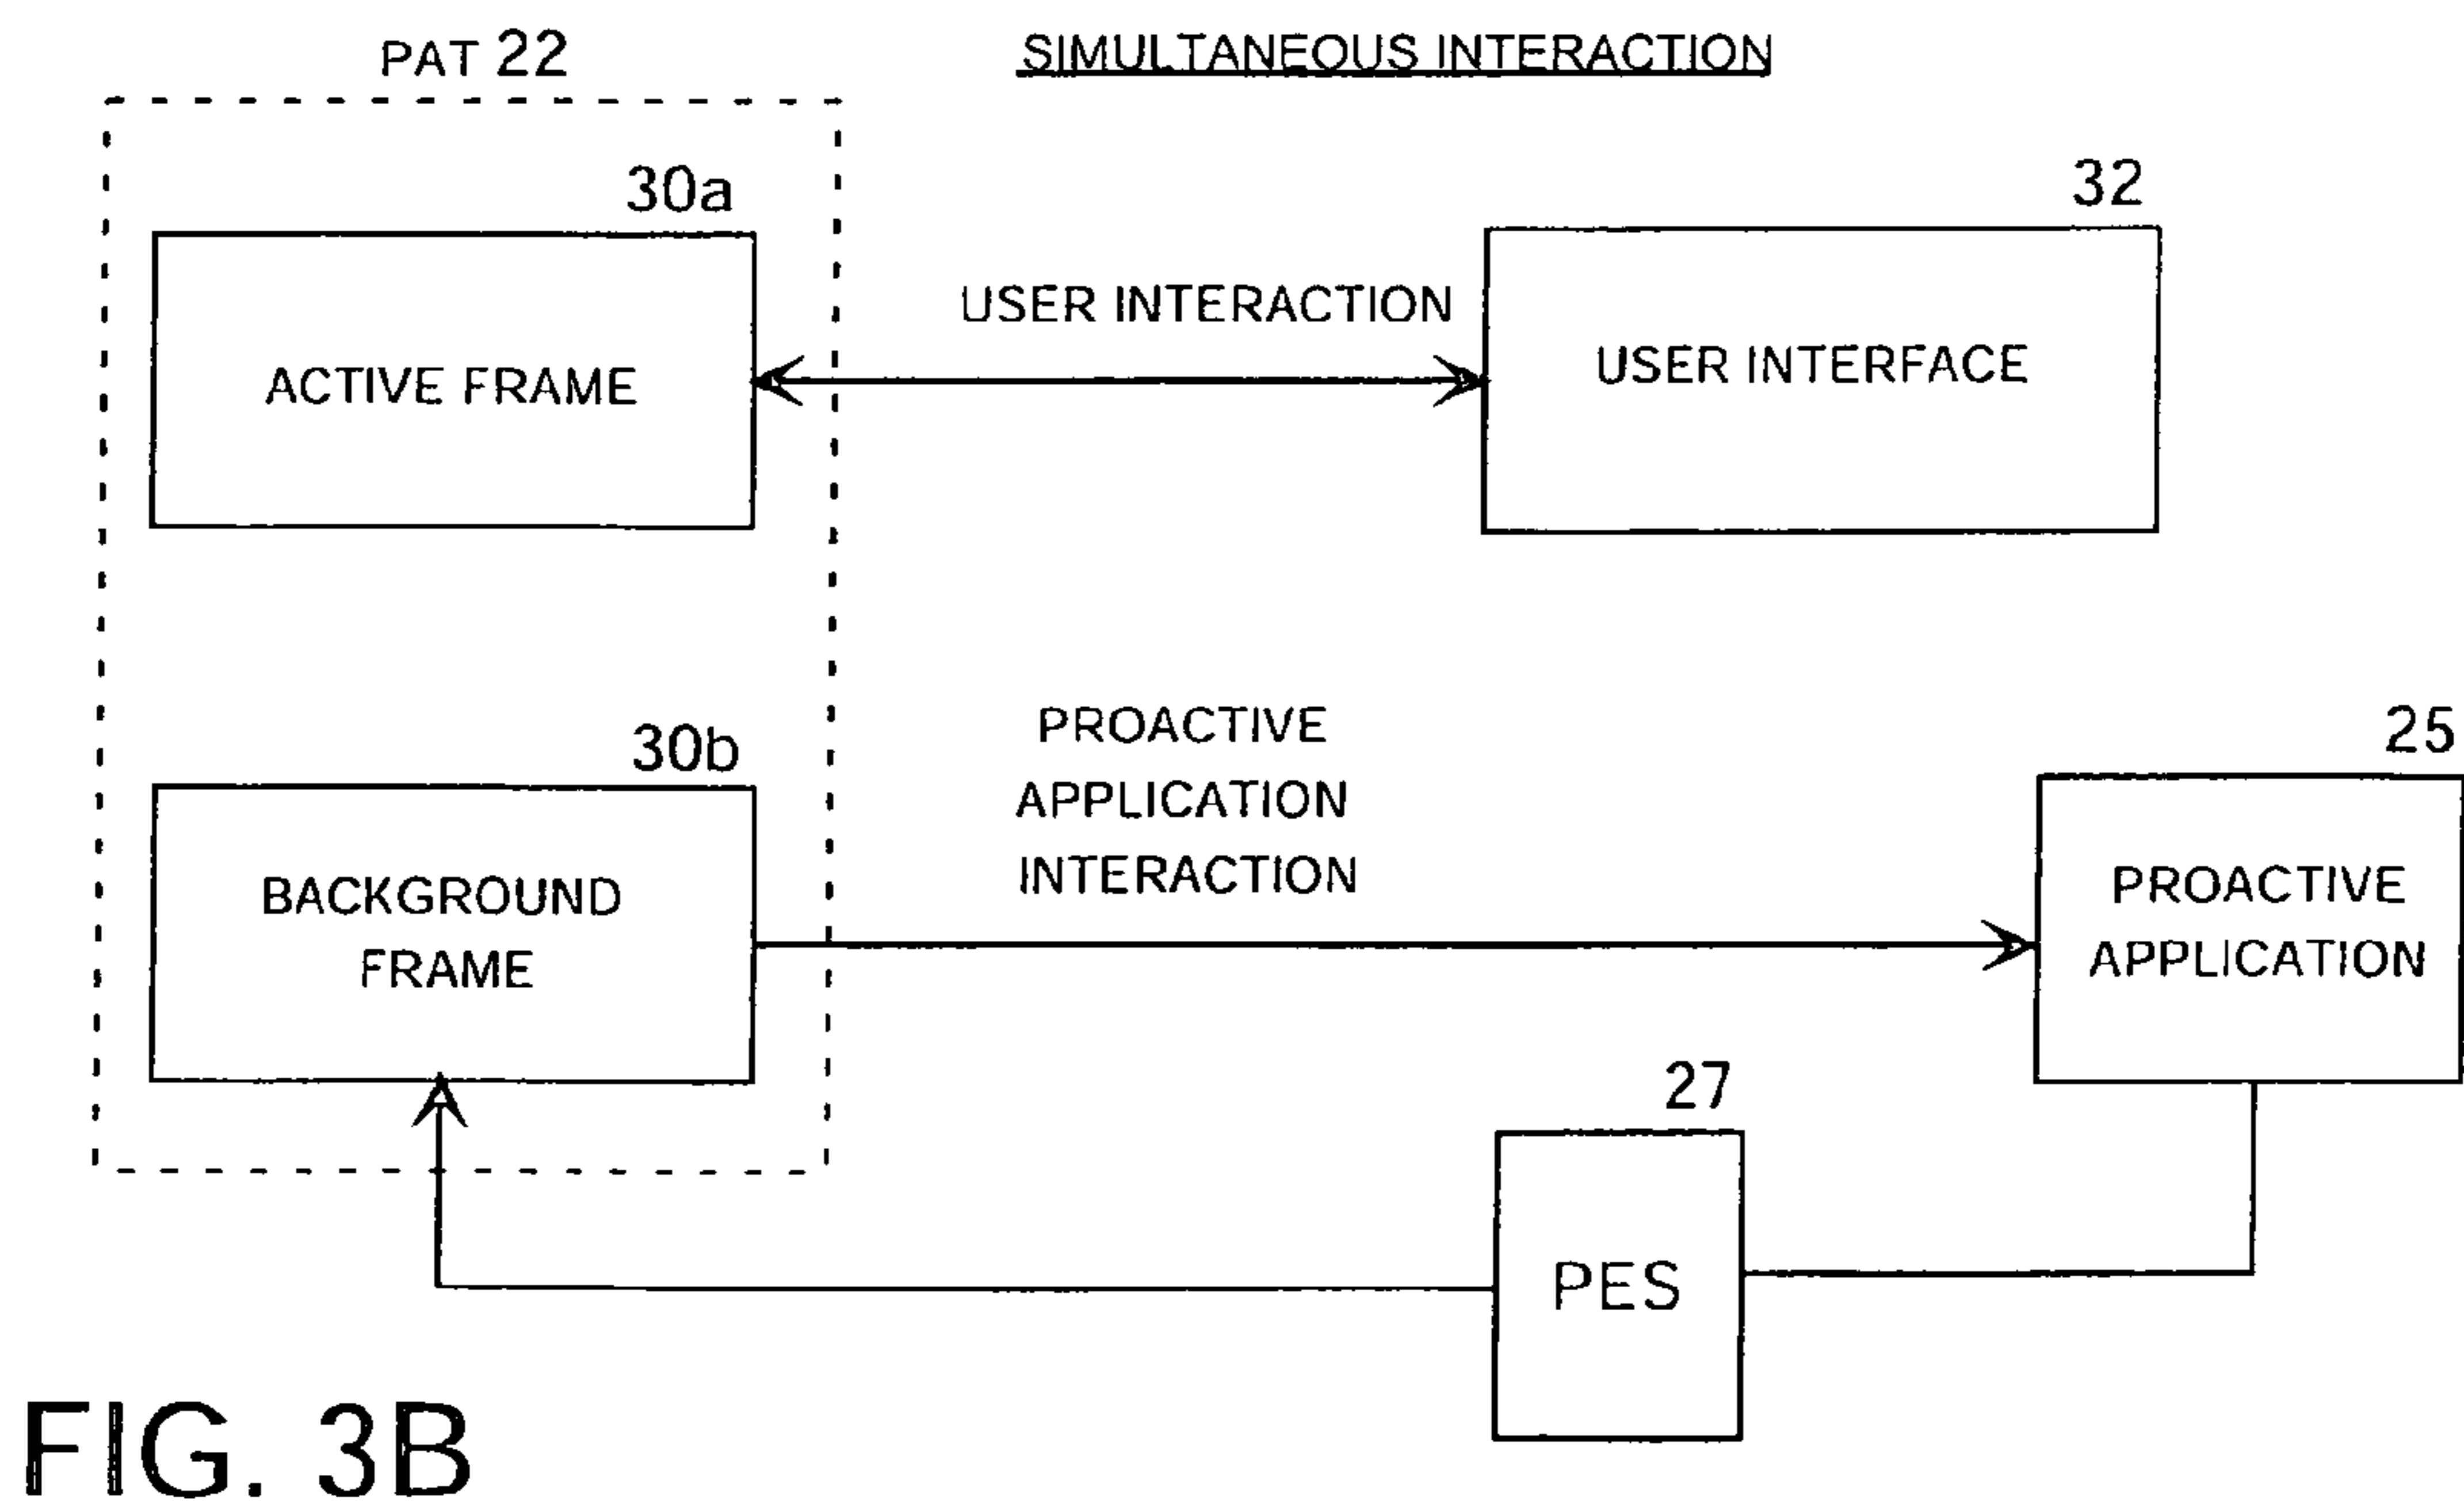 PAT 22
SIMULTANEOUS INTERACTION
30a
32
ACTIVE FRAME
USER INTERACTION
USER INTERFACE
30b
PROACTIVE
APPLICATION
INTERACTION
25
BACKGROUND
FRAME
PROACTIVE
APPLICATION
27
PES
FIG. 3B